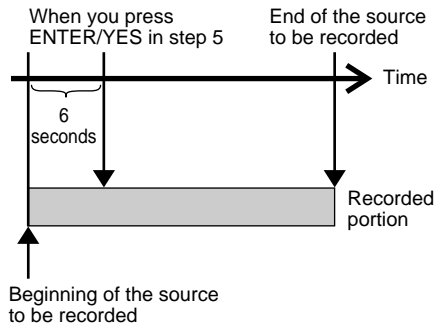 When you press
ENTER/YES in step 5
End of the source
to be recorded
Time
6
seconds
Recorded
portion
Beginning of the source
to be recorded